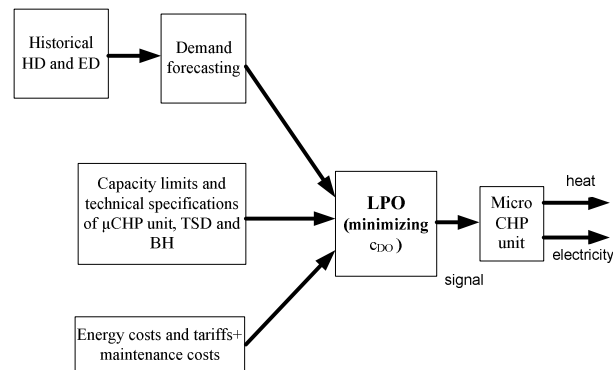 Historical
HD and ED
Demand
forecasting
Capacity limits and
technical specifications
of μCHP unit, TSD and
BH
Energy costs and tariffs+
maintenance costs
LPO
(minimizing
cDO )
signal
Micro
CHP
unit
heat
electricity